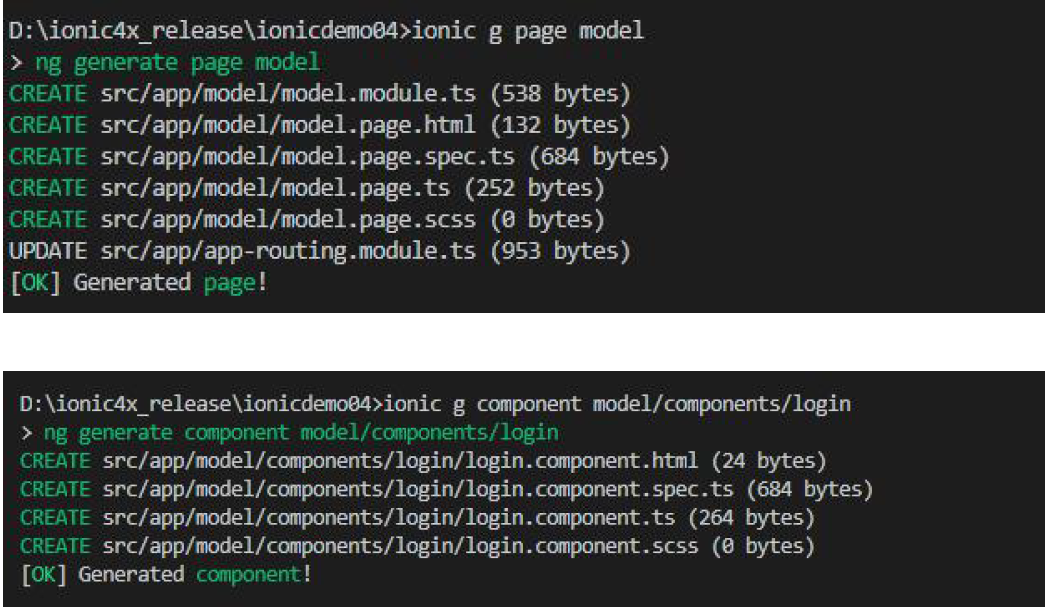 D:\ionic4x_release\ionicdemo04>ionic g page model
> ng generate page model
CREATE src/app/model/model.module.ts (538 bytes)
CREATE src/app/model/model.page.html (132 bytes)
CREATE src/app/model/model.page.spec.ts (684 bytes)
CREATE src/app/model/model.page.ts (252 bytes)
CREATE src/app/model/model.page.scss (0 bytes)
UPDATE src/app/app-routing.module.ts (953 bytes)
[OK] Generated page!
D:\ionic4x_release\ionicdemo04>ionic g component model/components/login
> ng generate component model/components/login
CREATE src/app/model/components/login/login.component.html (24 bytes)
CREATE src/app/model/components/login/login.component.spec.ts (684 bytes)
CREATE src/app/model/components/login/login.component.ts (264 bytes)
CREATE src/app/model/components/login/login.component.scss (0 bytes)
[OK] Generated component!